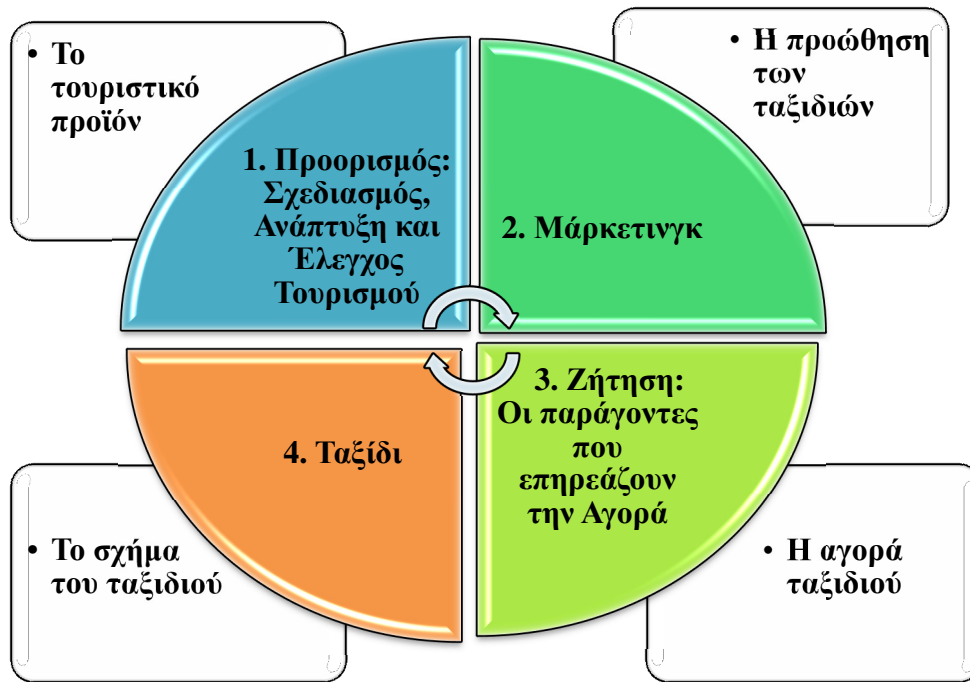 • Το
τουριστικό
προϊόν
• Η προώθηση
των
ταξιδιών
1. Προορισμός:
Σχεδιασμός,
Ανάπτυξη και
Έλεγχος
Τουρισμού
2. Μάρκετινγκ
3. Ζήτηση:
Οι παράγοντες
που
επηρεάζουν
την Αγορά
4. Ταξίδι
• Το σχήμα
του ταξιδιού
• Η αγορά
ταξιδιού